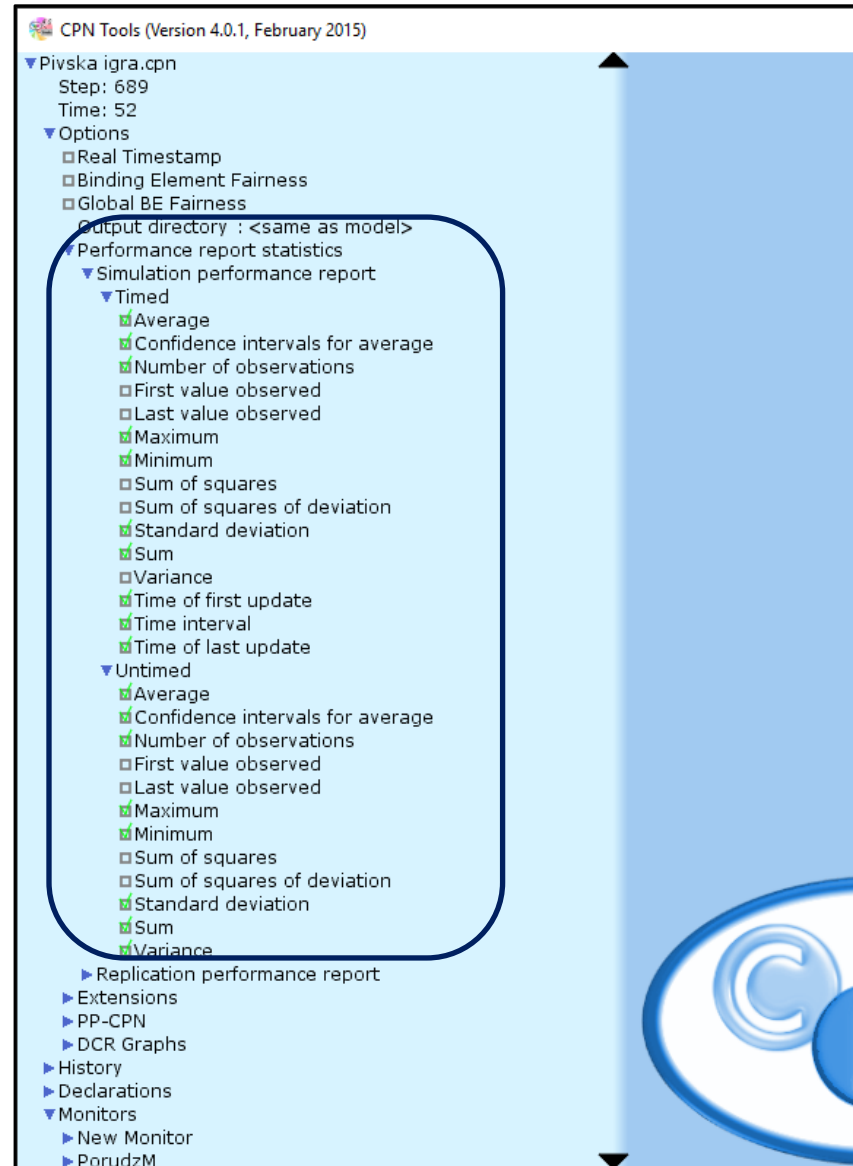 CPN Tools (Version 4.0.1, February 2015)
Pivska igra.cpn
Step: 689
Time: 52
Options
Real Timestamp
Binding Element Fairness
Global BE Fairness
Output directory : <same as model>
Performance report statistics
Simulation performance report
Timed
Average
Confidence intervals for average
Number of observations
First value observed
Last value observed
Maximum
Minimum
Sum of squares
Sum of squares of deviation
Standard deviation
Sum
Variance
Time of first update
Time interval
Time of last update
Untimed
Average
Confidence intervals for average
Number of observations
First value observed
Last value observed
Maximum
Minimum
Sum of squares
Sum of squares of deviation
Standard deviation
Sum
Variance
Replication performance report
Extensions
PP-CPN
DCR Graphs
History
Declarations
Monitors
New Monitor
PorudzM
C